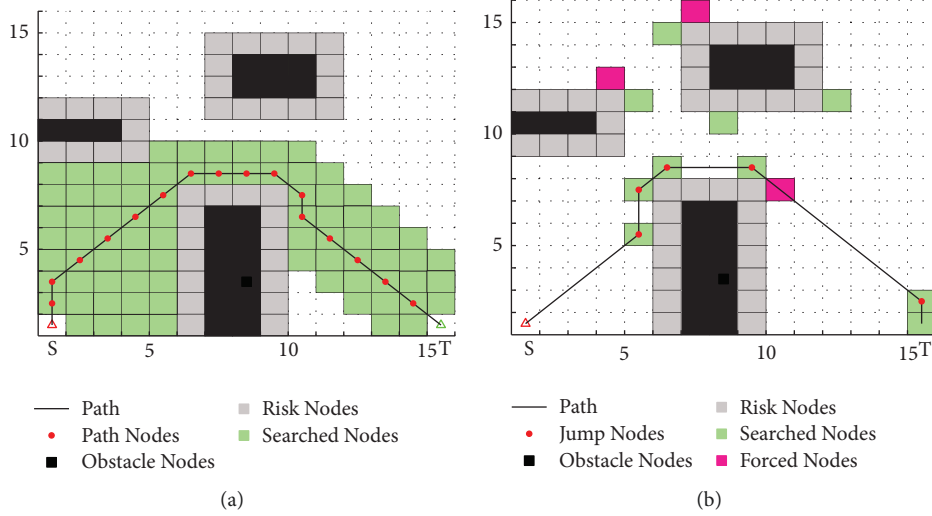 15
10
5
S
5
10
15T
Path
Risk Nodes
Path Nodes
Searched Nodes
Obstacle Nodes
(a)
15
10
5
S
5
10
15T
Path
Risk Nodes
Jump Nodes
Searched Nodes
Obstacle Nodes
Forced Nodes
(b)